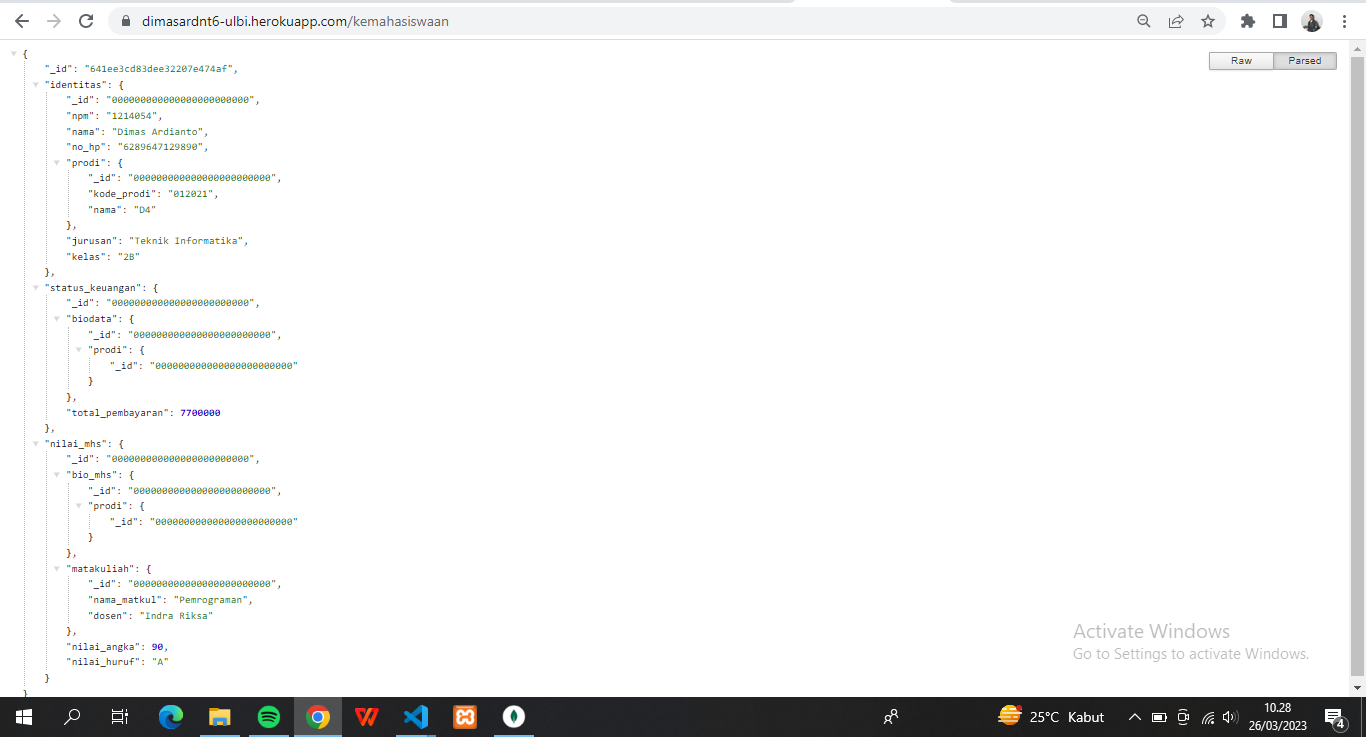 dimasardnt6-ulbi.herokuapp.com/kemahasiswaan
Raw Parsed
{
"_id": "641ee3cd83dee32207e474af",
"identitas": {
"_id": "000000000000000000000000",
"npm": "1214054",
"nama": "Dimas Ardianto",
"no_hp": "6289647129890",
"prodi": {
"_id": "000000000000000000000000",
"kode_prodi": "012021",
"nama": "D4"
},
"jurusan": "Teknik Informatika",
"kelas": "2B"
},
"status_keuangan": {
"_id": "000000000000000000000000",
"biodata": {
"_id": "000000000000000000000000",
"prodi": {
"_id": "000000000000000000000000"
}
},
"total_pembayaran": 7700000
},
"nilai_mhs": {
"_id": "000000000000000000000000",
"bio_mhs": {
"_id": "000000000000000000000000",
"prodi": {
"_id": "000000000000000000000000"
}
},
"matakuliah": {
"_id": "000000000000000000000000",
"nama_matkul": "Pemrograman",
"dosen": "Indra Riksa"
},
"nilai_angka": 90,
"nilai_huruf": "A"
}
}
Activate Windows
Go to Settings to activate Windows.
25°C Kabut
10.28
26/03/2023
4